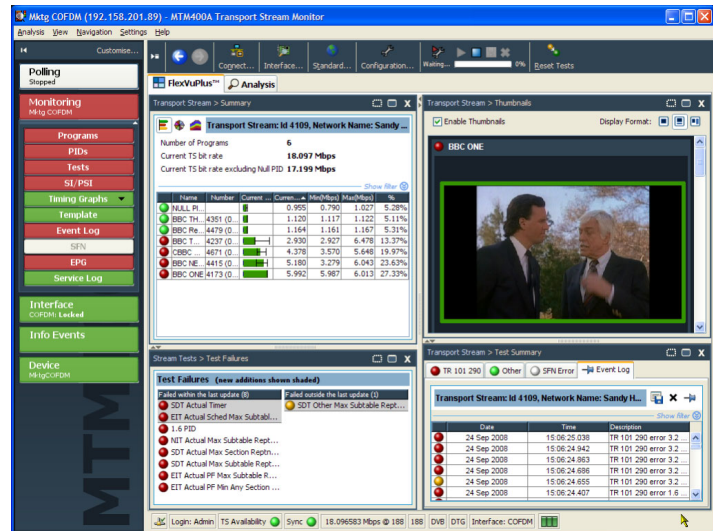 Mktg COFDM (192.158.201.89) - MTM400A Transport Stream Monitor
Analysis View Navigation Settings Help
Customise...
Polling
Stopped
Monitoring
Mktg COFDM
Programs
PIDs
Tests
SI/PSI
Timing Graphs
Template
Event Log
SFN
EPG
Service Log
Interface
COFDM: Locked
Info Events
Device
MktgCOFDM
MTM
Connect... Interface... Standard... Configuration... Waiting... 0% Reset Tests
FlexVuPlus™ Analysis
Transport Stream > Summary
Transport Stream: Id 4109, Network Name: Sandy ...
Number of Programs 6
Current TS bit rate 18.097 Mbps
Current TS bit rate excluding Null PID 17.199 Mbps
Show filter
Name Number Current ... Curren... Min(Mbps) Max(Mbps) %
NULL PI... 0.955 0.790 1.027 5.28%
BBC TH... 4351 (0... 1.120 1.117 1.122 5.11%
BBC Re... 4479 (0... 1.164 1.161 1.167 5.31%
BBC T... 4237 (0... 2.930 2.927 6.478 13.37%
CBBC ... 4671 (0... 4.378 3.570 5.648 19.97%
BBC NE... 4415 (0... 5.180 3.279 6.043 23.63%
BBC ONE 4173 (0... 5.992 5.987 6.013 27.33%
Transport Stream > Thumbnails
Enable Thumbnails Display Format:
BBC ONE
Stream Tests > Test Failures
Test Failures (new additions shown shaded)
Failed within the last update (8)
SDT Actual Timer
EIT Actual Sched Max Subtabl...
1.6 PID
NIT Actual Max Subtable Rept...
SDT Actual Max Section Reptn...
SDT Actual Max Subtable Rept...
EIT Actual PF Max Subtable R...
EIT Actual PF Min Any Section ...
Failed outside the last update (1)
SDT Other Max Subtable Rept...
Transport Stream > Test Summary
TR 101 290 Other SFN Error Event Log
Transport Stream: Id 4109, Network Name: Sandy H...
Show filter
Date Time Description
24 Sep 2008 15:06:25.038 TR 101 290 error 3.2 ...
24 Sep 2008 15:06:24.942 TR 101 290 error 3.2 ...
24 Sep 2008 15:06:24.863 TR 101 290 error 3.2 ...
24 Sep 2008 15:06:24.686 TR 101 290 error 3.2 ...
24 Sep 2008 15:06:24.655 TR 101 290 error 3.2 ...
24 Sep 2008 15:06:24.407 TR 101 290 error 1.6 ...
Login: Admin TS Availability Sync 18.096583 Mbps @ 188 188 DVB DTG Interface: COFDM